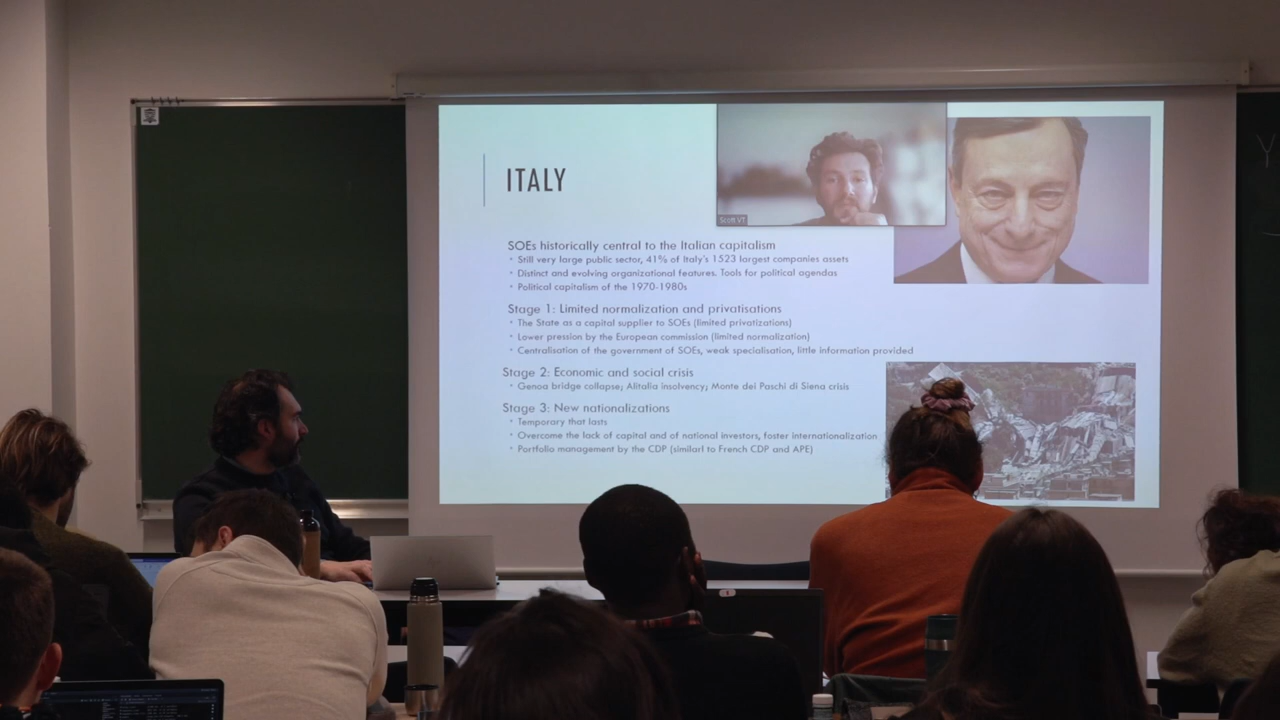 ITALY
Scott VT
SOEs historically central to the Italian capitalism
• Still very large public sector, 41% of Italy's 1523 largest companies assets
• Distinct and evolving organizational features. Tools for political agendas
• Political capitalism of the 1970-1980s
Stage 1: Limited normalization and privatisations
• The State as a capital supplier to SOEs (limited privatizations)
• Lower pression by the European commission (limited normalization)
• Centralisation of the government of SOEs, weak specialisation, little information provided
Stage 2: Economic and social crisis
• Genoa bridge collapse; Alitalia insolvency; Monte dei Paschi di Siena crisis
Stage 3: New nationalizations
• Temporary that lasts
• Overcome the lack of capital and of national investors, foster internationalization
• Portfolio management by the CDP (similarl to French CDP and APE)